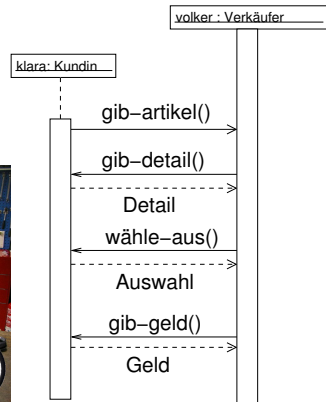 volker : Verkäufer
klara: Kundin
gib−artikel()
gib−detail()
Detail
wähle−aus()
Auswahl
gib−geld()
Geld